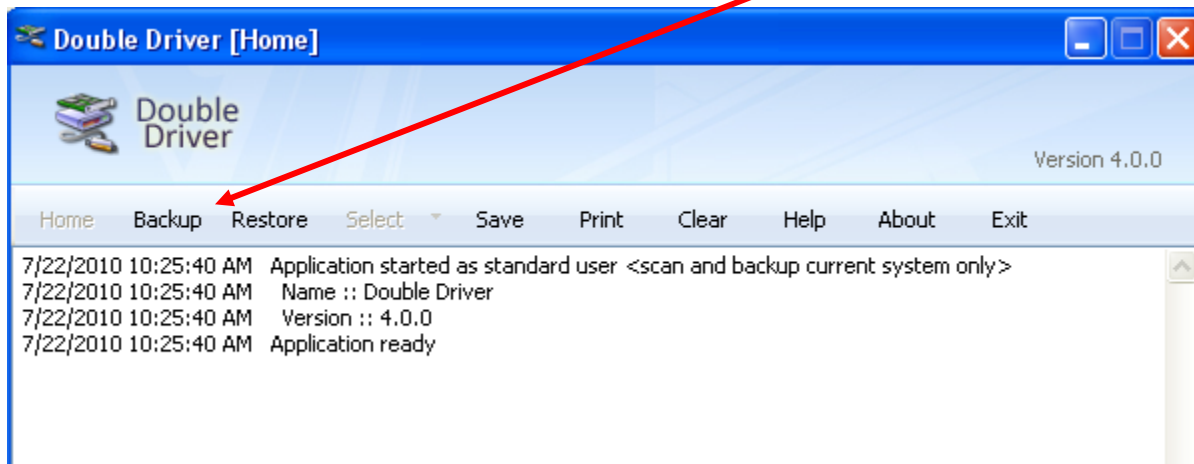 Double Driver [Home]
Double
Driver
Version 4.0.0
Home Backup Restore Select Save Print Clear Help About Exit
7/22/2010 10:25:40 AM Application started as standard user <scan and backup current system only>
7/22/2010 10:25:40 AM Name :: Double Driver
7/22/2010 10:25:40 AM Version :: 4.0.0
7/22/2010 10:25:40 AM Application ready